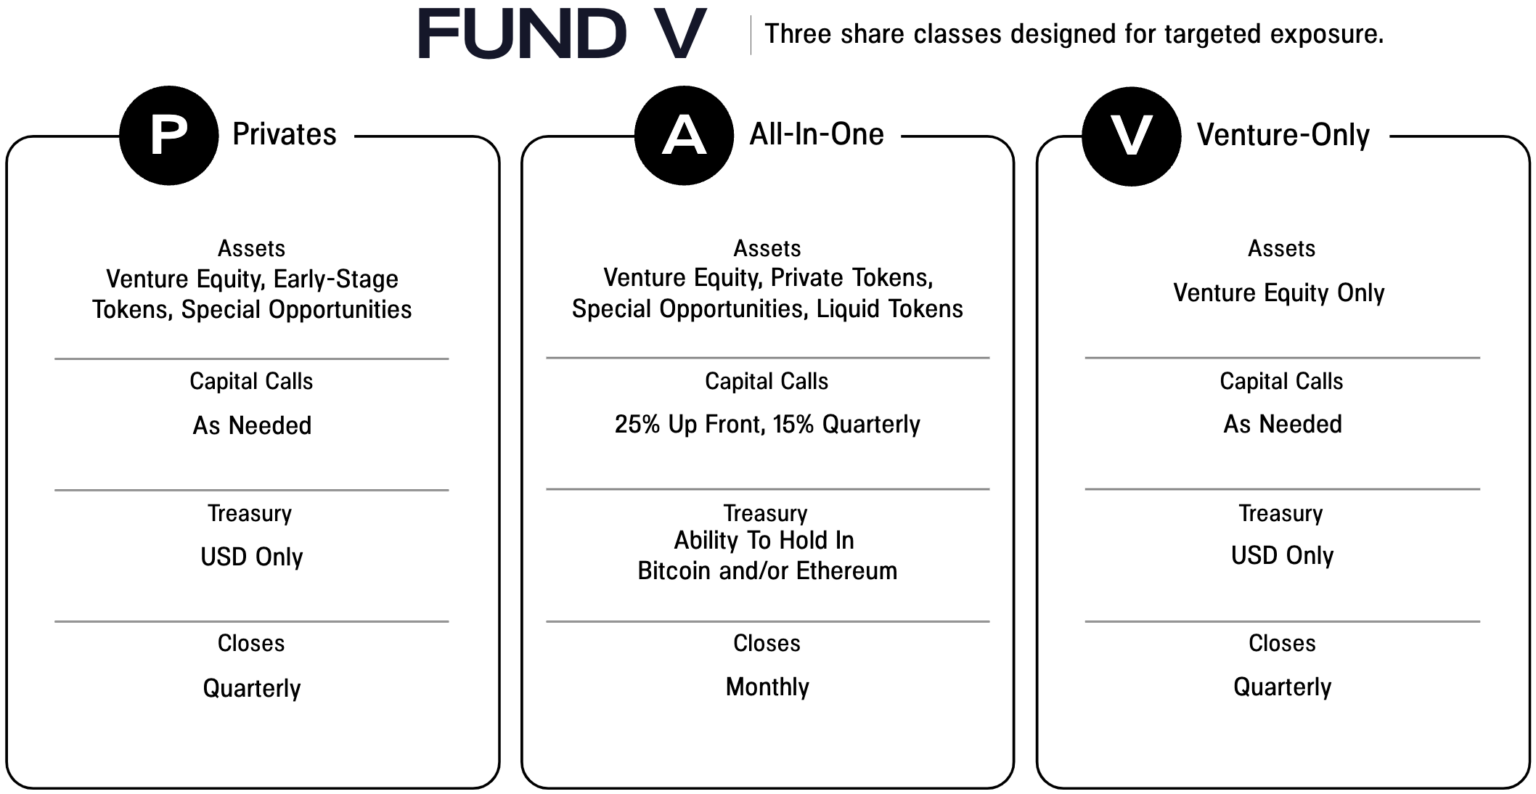 FUND V
Three share classes designed for targeted exposure.
P
Privates
Assets
Venture Equity, Early-Stage
Tokens, Special Opportunities
Capital Calls
As Needed
Treasury
USD Only
Closes
Quarterly
A
All-In-One
Assets
Venture Equity, Private Tokens,
Special Opportunities, Liquid Tokens
Capital Calls
25% Up Front, 15% Quarterly
Treasury
Ability To Hold In
Bitcoin and/or Ethereum
Closes
Monthly
V
Venture-Only
Assets
Venture Equity Only
Capital Calls
As Needed
Treasury
USD Only
Closes
Quarterly